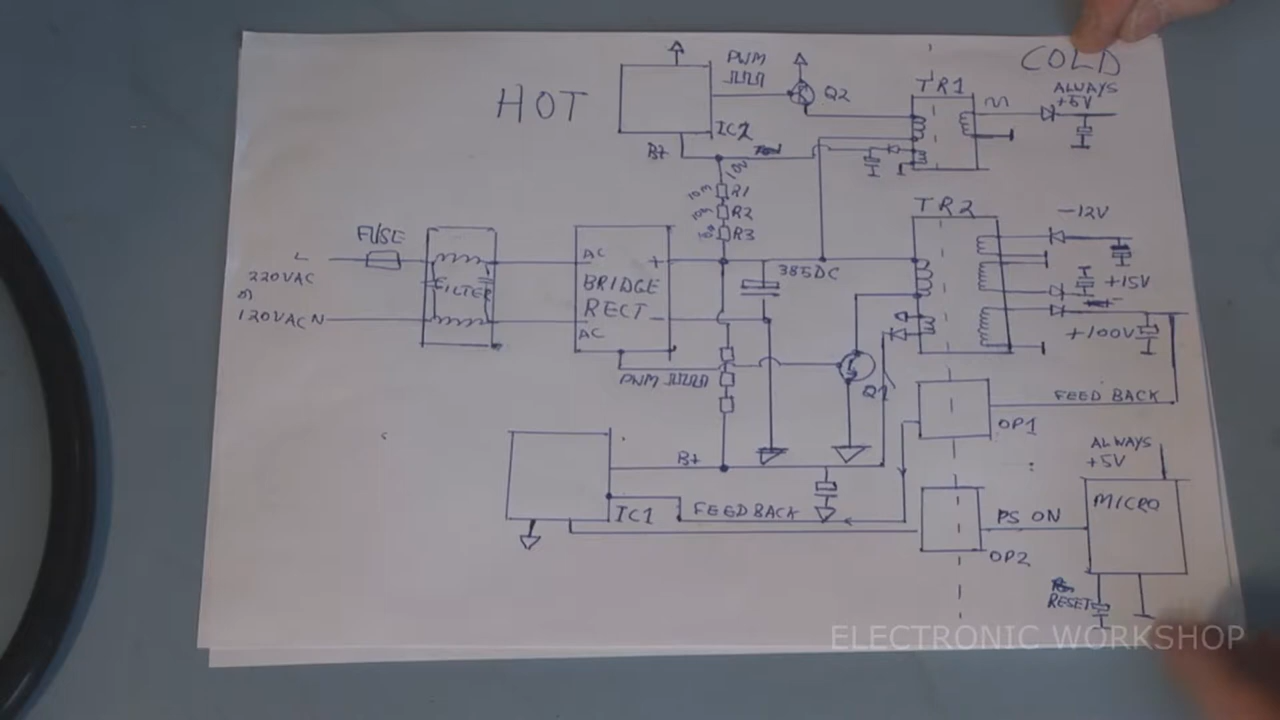 HOT
COLD
PWM
Q2
TR1
ALWAYS
+5V
IC2
B+
R1
R2
R3
TR2
-12V
FUSE
L
220VAC
FILTER
AC
+
BRIDGE
RECT -
AC
385DC
+15V
120VAC N
+100V
PWM
Q1
FEED BACK
OP1
ALWAYS
+5V
B+
MICRO
IC1
FEED BACK
PS ON
OP2
RESET
ELECTRONIC WORKSHOP